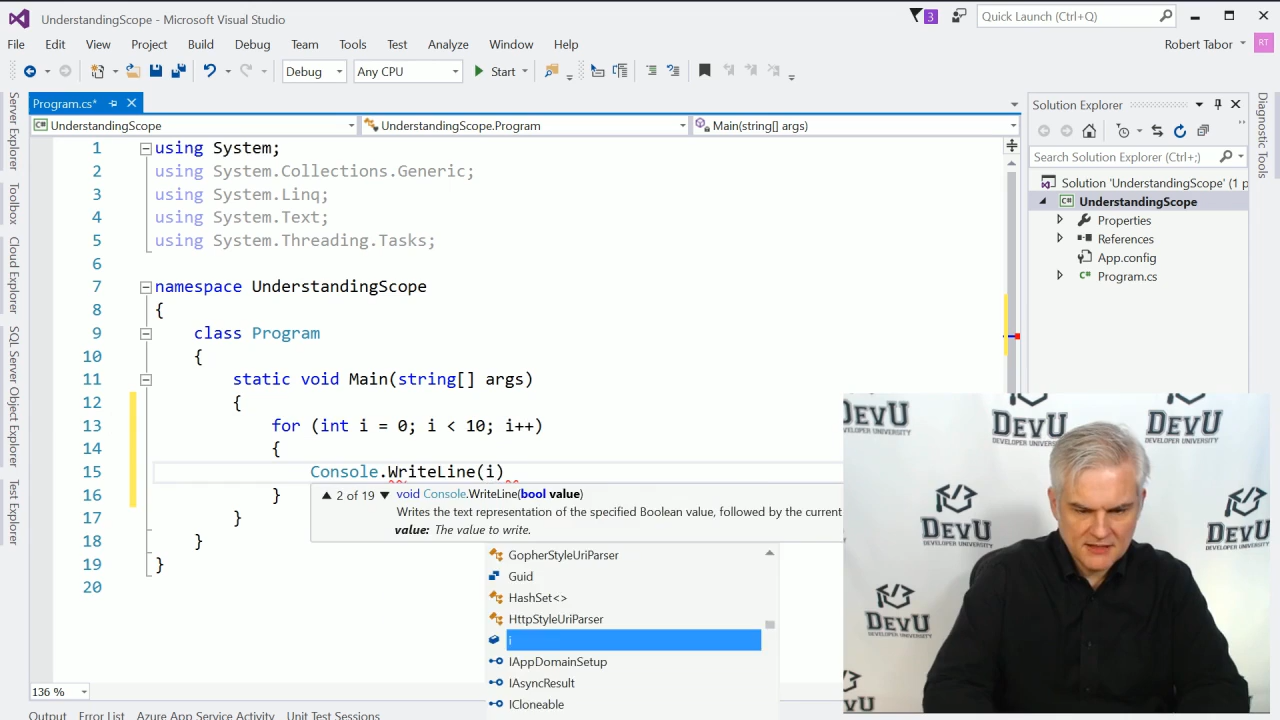 UnderstandingScope - Microsoft Visual Studio
3
Quick Launch (Ctrl+Q)
File Edit View Project Build Debug Team Tools Test Analyze Window Help
Robert Tabor RT
Debug Any CPU Start
Server Explorer
Toolbox
Cloud Explorer
SQL Server Object Explorer
Test Explorer
Program.cs*
UnderstandingScope UnderstandingScope.Program Main(string[] args)
1 using System;
2 using System.Collections.Generic;
3 using System.Linq;
4 using System.Text;
5 using System.Threading.Tasks;
6
7 namespace UnderstandingScope
8 {
9 class Program
10 {
11 static void Main(string[] args)
12 {
13 for (int i = 0; i < 10; i++)
14 {
15 Console.WriteLine(i)
16 }
17 }
18 }
19 }
20
2 of 19 void Console.WriteLine(bool value)
Writes the text representation of the specified Boolean value, followed by the current
value: The value to write.
GopherStyleUriParser
Guid
HashSet<>
HttpStyleUriParser
i
IAppDomainSetup
IAsyncResult
ICloneable
136 %
Output Error List Azure App Service Activity Unit Test Sessions
Solution Explorer
Search Solution Explorer (Ctrl+;)
Solution 'UnderstandingScope' (1 p
UnderstandingScope
Properties
References
App.config
Program.cs
Diagnostic Tools
DevU
DEVELOPER UNIVERSITY
DevU
DEVELOPER UNIVERSITY
DevU
DEVELOPER UNIVERSITY
DevU
DEVELOPER UNIVERSITY
DevU
DEVELOPER UNIVERSITY